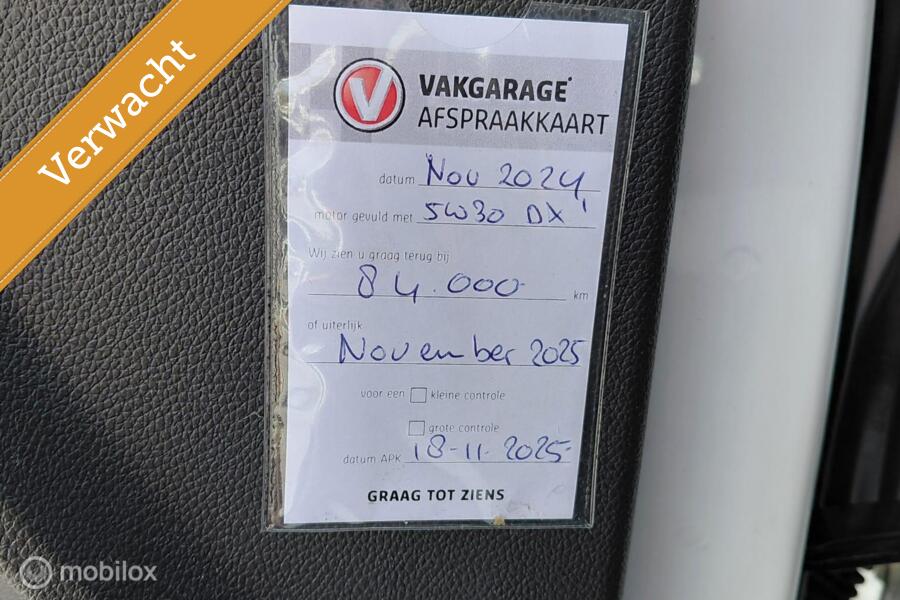 Verwacht
V
VAKGARAGE
AFSPRAAKKAART
datum Nov 2024
motor gevuld met 5W30 DX1
Wij zien u graag terug bij
84.000 km
of uiterlijk
November 2025
voor een kleine controle
grote controle
datum APK 18-11-2025
GRAAG TOT ZIENS
mobilox